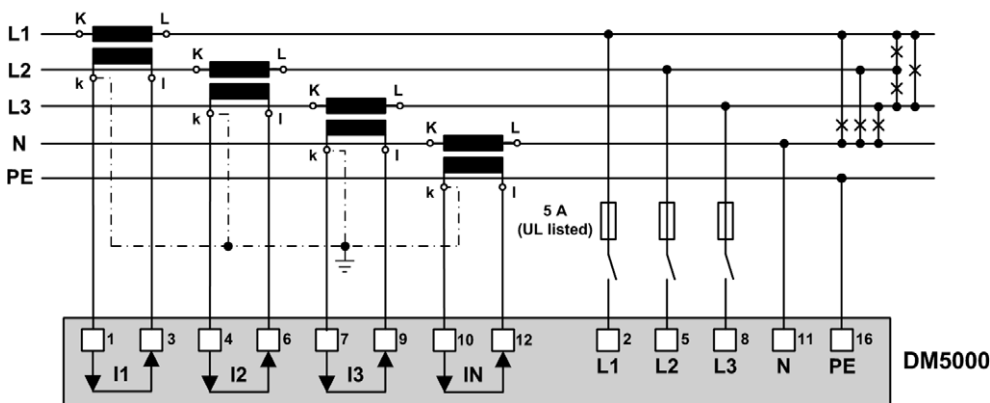 K L
L1
L2
K L
k l
L3
K L
k l
N
K L
k l
PE
k l
5 A
(UL listed)
1 3 4 6 7 9 10 12 2 5 8 11 16
I1 I2 I3 IN L1 L2 L3 N PE
DM5000